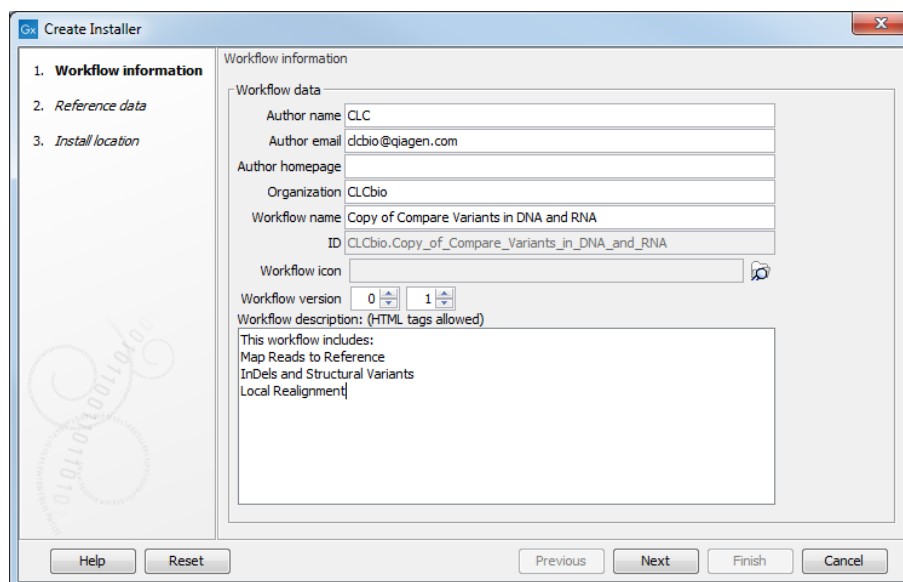 Gx Create Installer
1. Workflow information
2. Reference data
3. Install location
Workflow information
Workflow data
Author name CLC
Author email clcbio@qiagen.com
Author homepage
Organization CLCbio
Workflow name Copy of Compare Variants in DNA and RNA
ID CLCbio.Copy_of_Compare_Variants_in_DNA_and_RNA
Workflow icon
Workflow version 0 1
Workflow description: (HTML tags allowed)
This workflow includes:
Map Reads to Reference
InDels and Structural Variants
Local Realignment
Help Reset Previous Next Finish Cancel